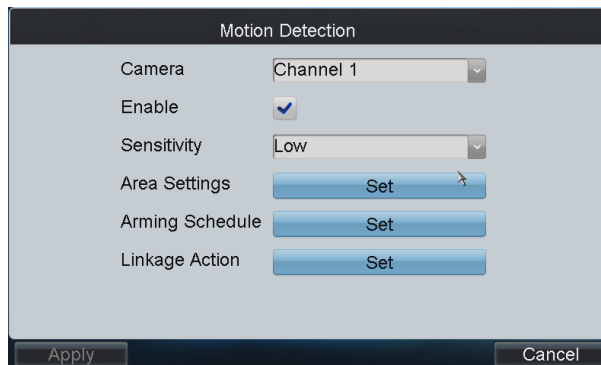 Motion Detection
Camera Channel 1
Enable
Sensitivity Low
Area Settings Set
Arming Schedule Set
Linkage Action Set
Apply Cancel